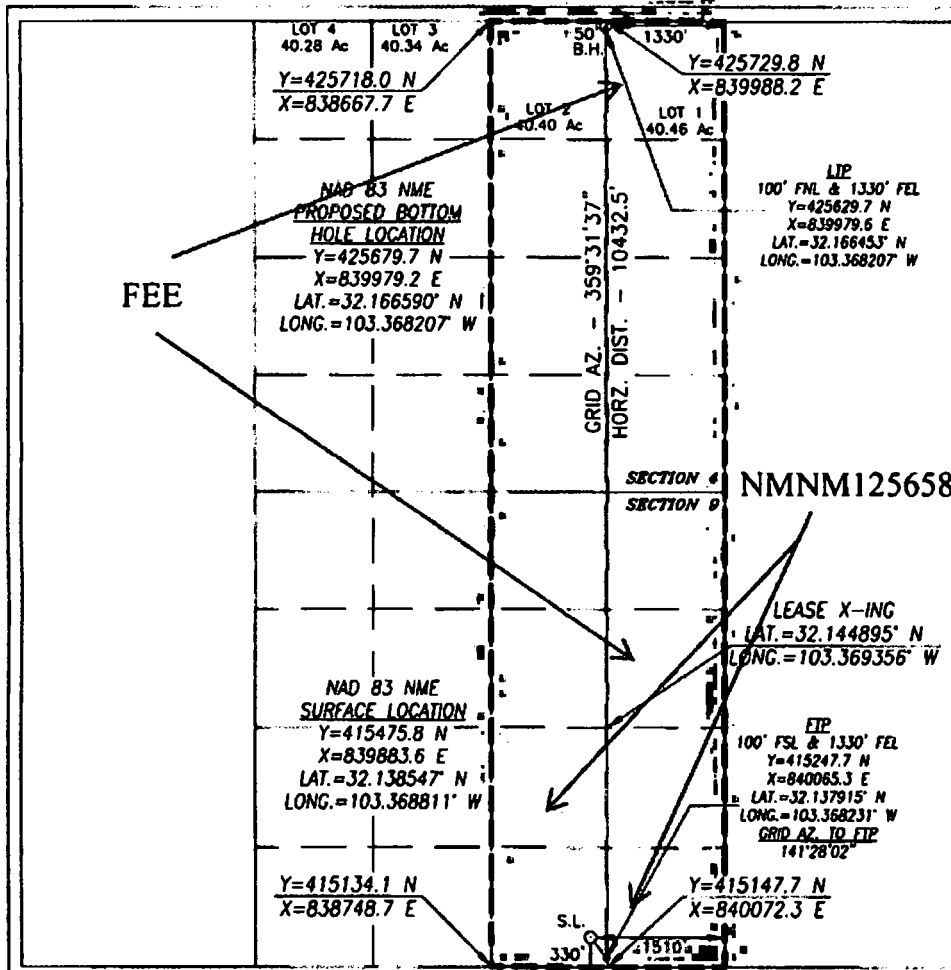 LOT 4
40.28 Ac
LOT 3
40.34 Ac
50'
B.H.
1330'
Y=425718.0 N
X=838667.7 E
Y=425729.8 N
X=839988.2 E
LOT 2
40.40 Ac
LOT 1
40.46 Ac
NAD 83 NME
PROPOSED BOTTOM
HOLE LOCATION
Y=425679.7 N
X=839979.2 E
LAT.=32.166590° N
LONG.=103.368207° W
LTP
100' FNL & 1330' FEL
Y=425629.7 N
X=839979.6 E
LAT.=32.166453° N
LONG.=103.368207° W
FEE
GRID AZ. - 359°31'37"
HORZ. DIST. - 10432.5'
SECTION 4
SECTION 9
NMNM125658
LEASE X-ING
LAT.=32.144895° N
LONG.=103.369356° W
NAD 83 NME
SURFACE LOCATION
Y=415475.8 N
X=839883.6 E
LAT.=32.138547° N
LONG.=103.368811° W
FTP
100' FSL & 1330' FEL
Y=415247.7 N
X=840065.3 E
LAT.=32.137915° N
LONG.=103.368231° W
GRID AZ. TO FTP
141°28'02"
Y=415134.1 N
X=838748.7 E
Y=415147.7 N
X=840072.3 E
S.L.
330'
1510'